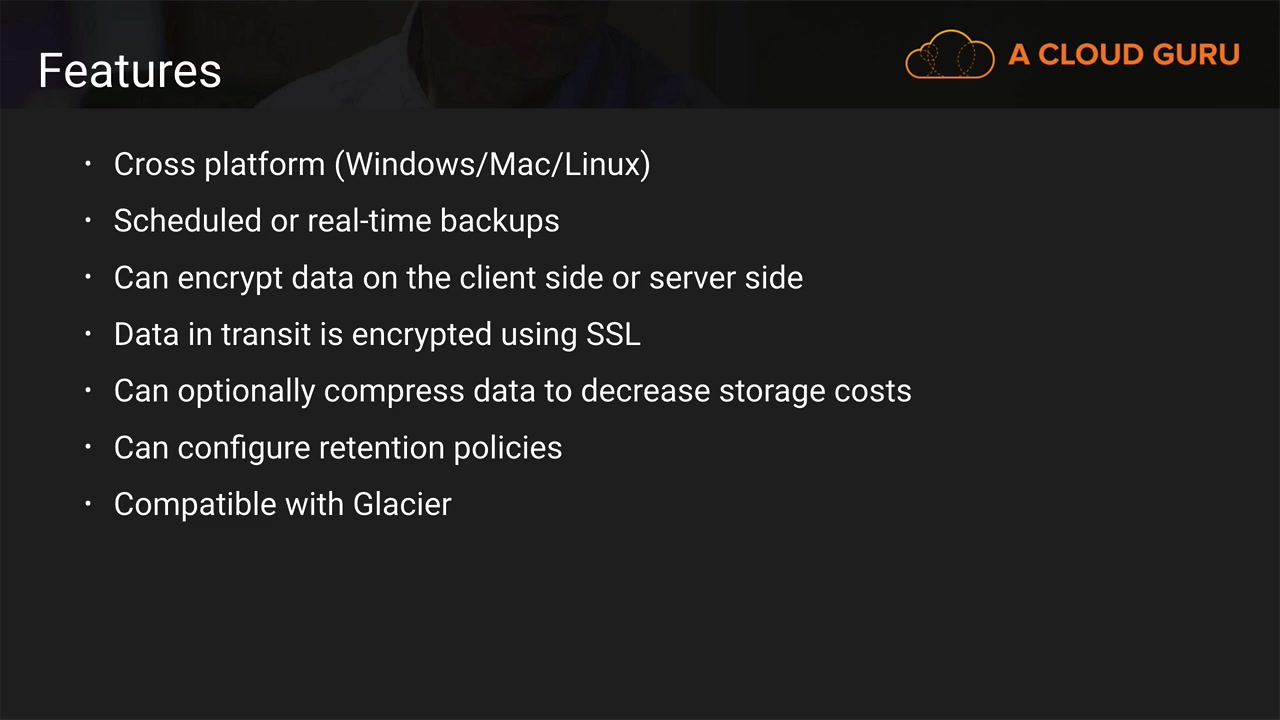 Features
A CLOUD GURU
· Cross platform (Windows/Mac/Linux)
· Scheduled or real-time backups
· Can encrypt data on the client side or server side
· Data in transit is encrypted using SSL
· Can optionally compress data to decrease storage costs
· Can configure retention policies
· Compatible with Glacier